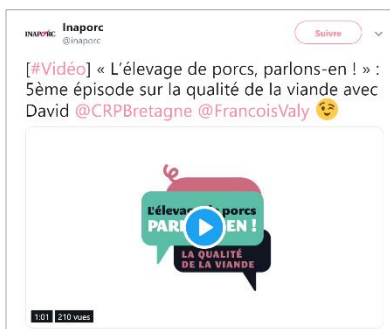 INAPORC
Inaporc
@inaporc
Suivre
[#Vidéo] « L'élevage de porcs, parlons-en ! » :
5ème épisode sur la qualité de la viande avec
David @CRPBretagne @FrancoisValy 😉
L'élevage de porcs
PARLONS-EN !
LA QUALITÉ
DE LA VIANDE
1:01 210 vues